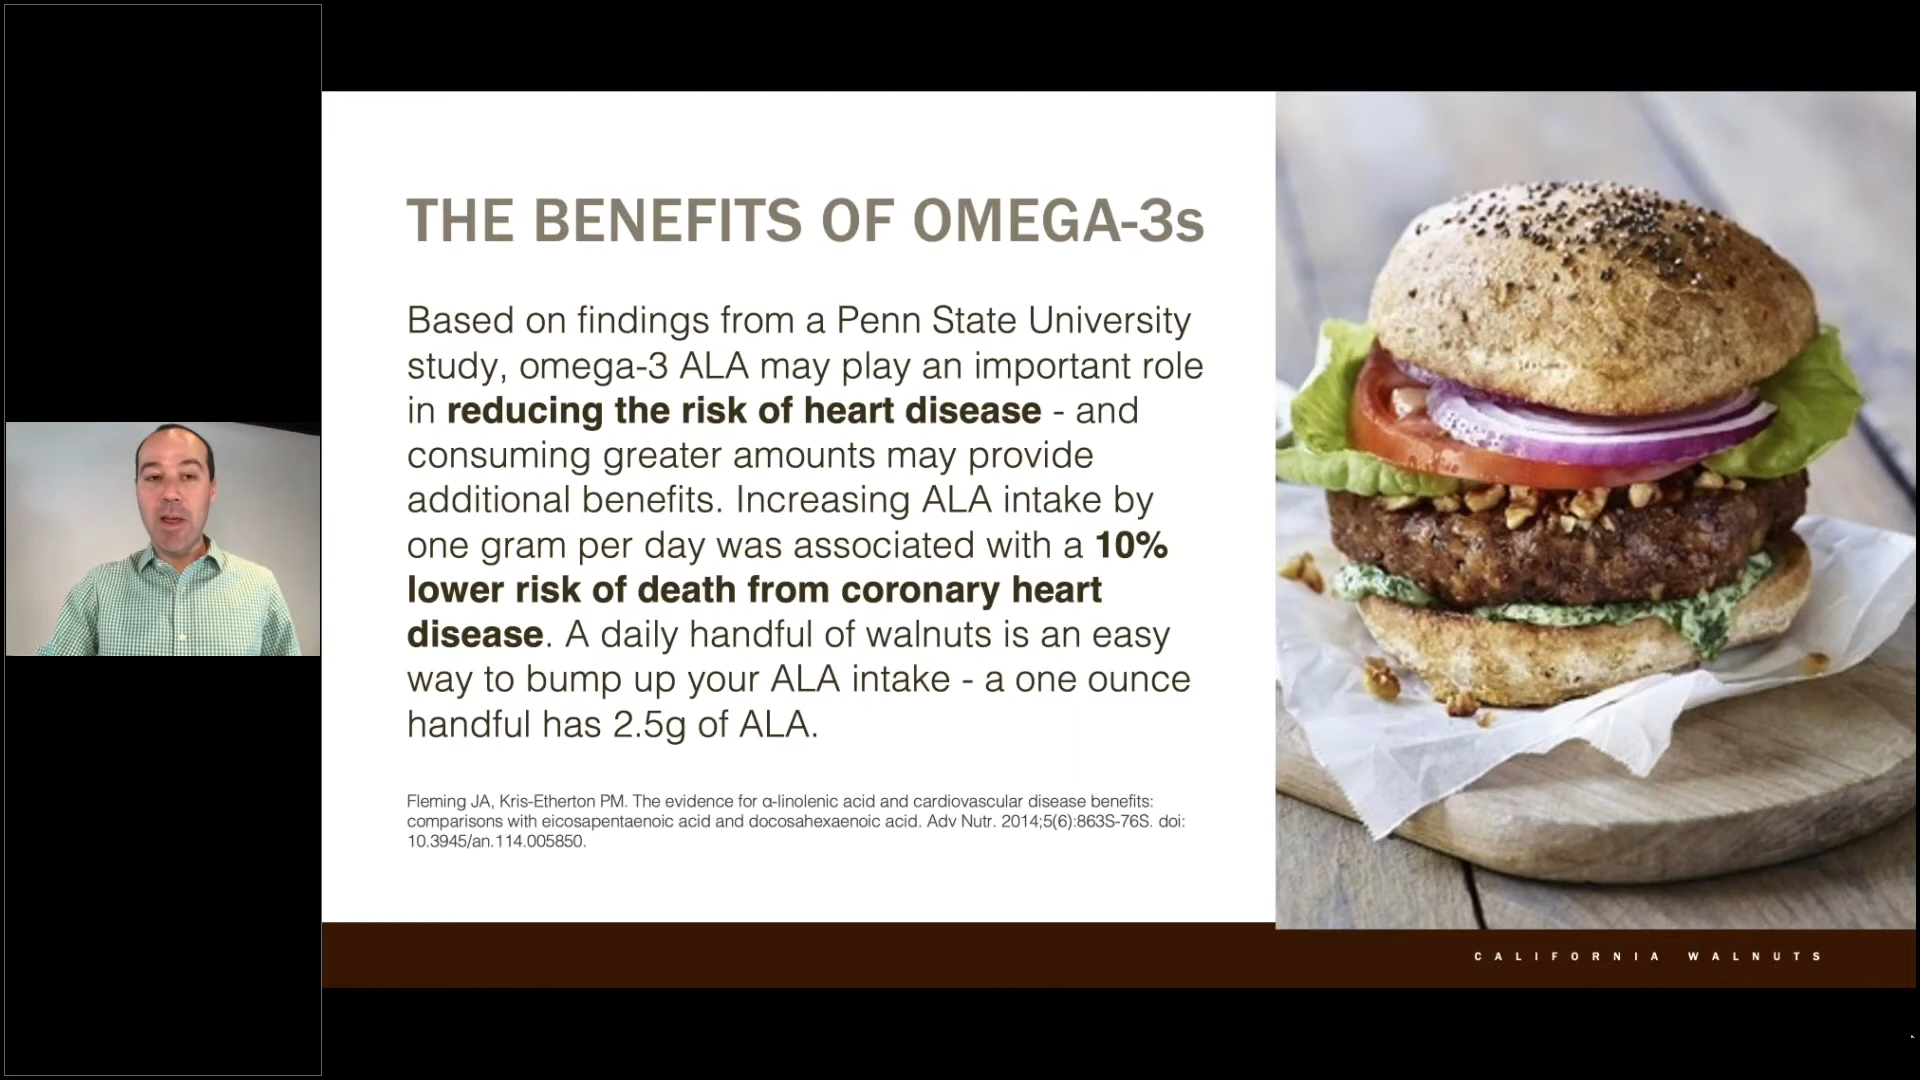 THE BENEFITS OF OMEGA-3s
Based on findings from a Penn State University
study, omega-3 ALA may play an important role
in reducing the risk of heart disease - and
consuming greater amounts may provide
additional benefits. Increasing ALA intake by
one gram per day was associated with a 10%
lower risk of death from coronary heart
disease. A daily handful of walnuts is an easy
way to bump up your ALA intake - a one ounce
handful has 2.5g of ALA.
Fleming JA, Kris-Etherton PM. The evidence for α-linolenic acid and cardiovascular disease benefits:
comparisons with eicosapentaenoic acid and docosahexaenoic acid. Adv Nutr. 2014;5(6):863S-76S. doi:
10.3945/an.114.005850.
CALIFORNIA WALNUTS